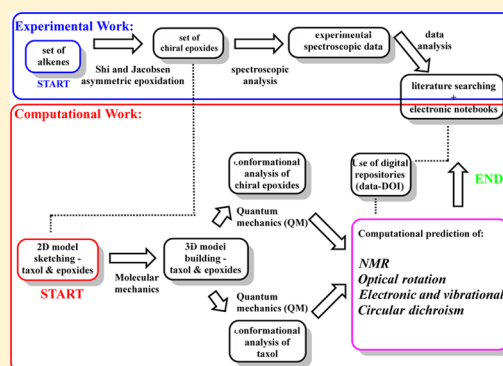 Experimental Work:
set of
alkenes
START
Shi and Jacobsen
asymmetric epoxidation
set of
chiral epoxides
spectroscopic
analysis
experimental
spectroscopic data
data
analysis
literature searching
+
electronic notebooks
Computational Work:
2D model
sketching -
taxol & epoxides
START
Molecular
mechanics
3D model
building -
taxol & epoxides
conformational
analysis of
chiral epoxides
Quantum
mechanics (QM)
Quantum
mechanics (QM)
conformational
analysis of
taxol
Use of digital
repositories
(data-DOI)
END
Computational prediction of:
NMR
Optical rotation
Electronic and vibrational
Circular dichroism